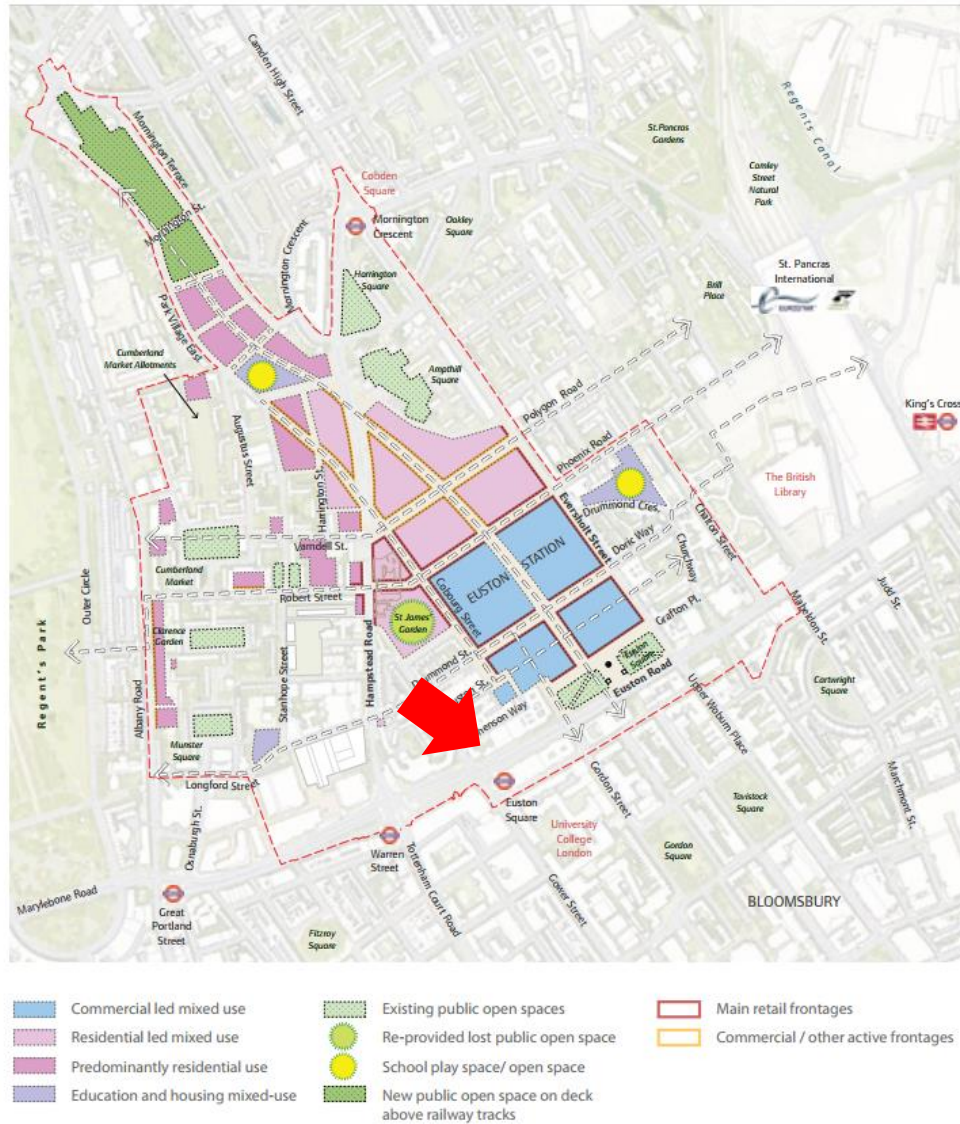 Camden High Street
Regents Canal
St.Pancras
Gardens
Camley
Street
Natural
Park
Mornington Terrace
Cobden
Square
Mornington
Crescent
Oakley
Square
Mornington St.
Mornington Crescent
Harrington
Square
St. Pancras
International
Brill
Place
Park Village East
Cumberland
Market Allotments
Ampthill
Square
Polygon Road
King's Cross
Augustus Street
Phoenix Road
Harrington St.
The British
Library
Drummond Cres.
Eversholt Street
Chalton Street
EUSTON STATION
Doric Way
Churchway
Varndell St.
Cumberland
Market
Outer Circle
Robert Street
Cobourg Street
Grafton Pl.
Judd St.
Mabeldon St.
St James'
Garden
Clarence
Garden
Regent's Park
Albany Road
Stanhope Street
Hampstead Road
Drummond St.
Euston
Square
Euston Road
Cartwright
Square
Upper Woburn Place
henson Way
Munster
Square
Longford Street
Euston
Square
Gordon Street
Tavistock
Square
Marchmont St.
Osnaburgh St.
University
College
London
Gordon
Square
Warren
Street
Tottenham Court Road
Gower Street
Marylebone Road
Great
Portland
Street
Fitzroy
Square
BLOOMSBURY
Commercial led mixed use
Residential led mixed use
Predominantly residential use
Education and housing mixed-use
Existing public open spaces
Re-provided lost public open space
School play space/ open space
New public open space on deck
above railway tracks
Main retail frontages
Commercial / other active frontages